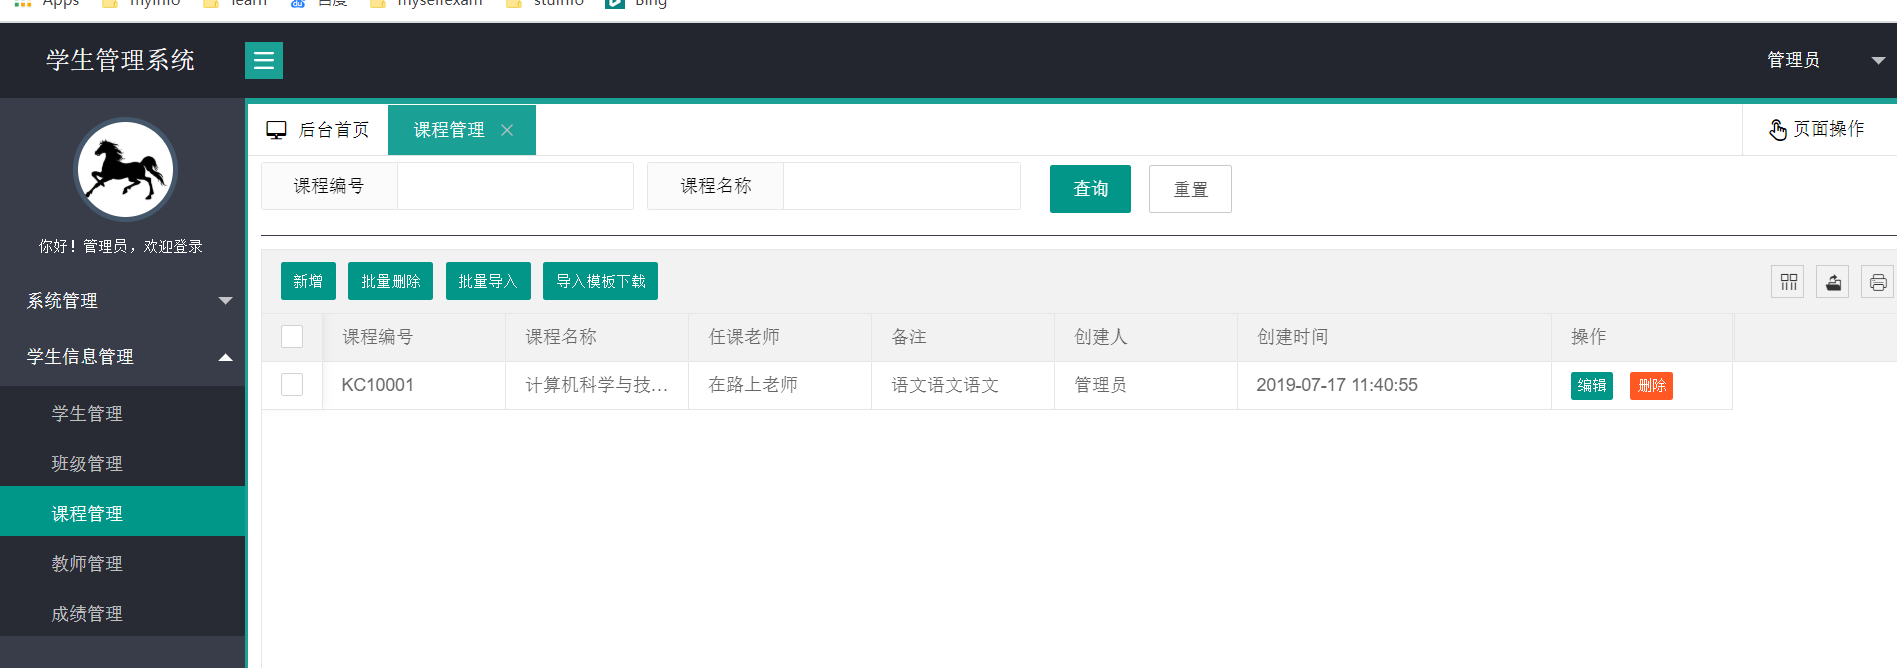 Apps myinfo learn 百度 myselfexam stuinfo Bing
学生管理系统 管理员
后台首页 课程管理 页面操作
课程编号 课程名称 查询 重置
你好！管理员，欢迎登录
系统管理
学生信息管理
学生管理
班级管理
课程管理
教师管理
成绩管理
新增 批量删除 批量导入 导入模板下载
课程编号 课程名称 任课老师 备注 创建人 创建时间 操作
KC10001 计算机科学与技... 在路上老师 语文语文语文 管理员 2019-07-17 11:40:55 编辑 删除